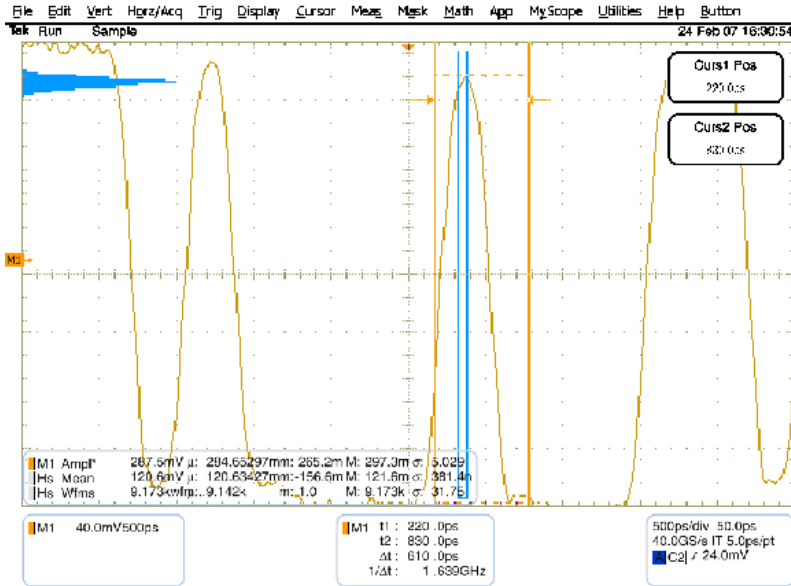 File Edit Vert Horz/Acq Trig Display Cursor Meas Mask Math App MyScope Utilities Help Button
Tek Run Sample 24 Feb 07 16:30:54
Curs1 Pos
220.0ps
Curs2 Pos
830.0ps
M1
M1 Ampl* 287.5mV µ: 284.65297m m: 265.2m M: 297.3m σ: 5.029
Hs Mean 120.6mV µ: 120.63427m m: -156.6m M: 121.6m σ: 381.4n
Hs Wfms 9.173kwfm µ: 9.142k m: 1.0 M: 9.173k σ: 31.75
M1 40.0mV 500ps
M1 t1 : 220.0ps
t2 : 830.0ps
Δt : 610.0ps
1/Δt : 1.639GHz
500ps/div 50.0ps
40.0GS/s IT 5.0ps/pt
A C2 / 24.0mV